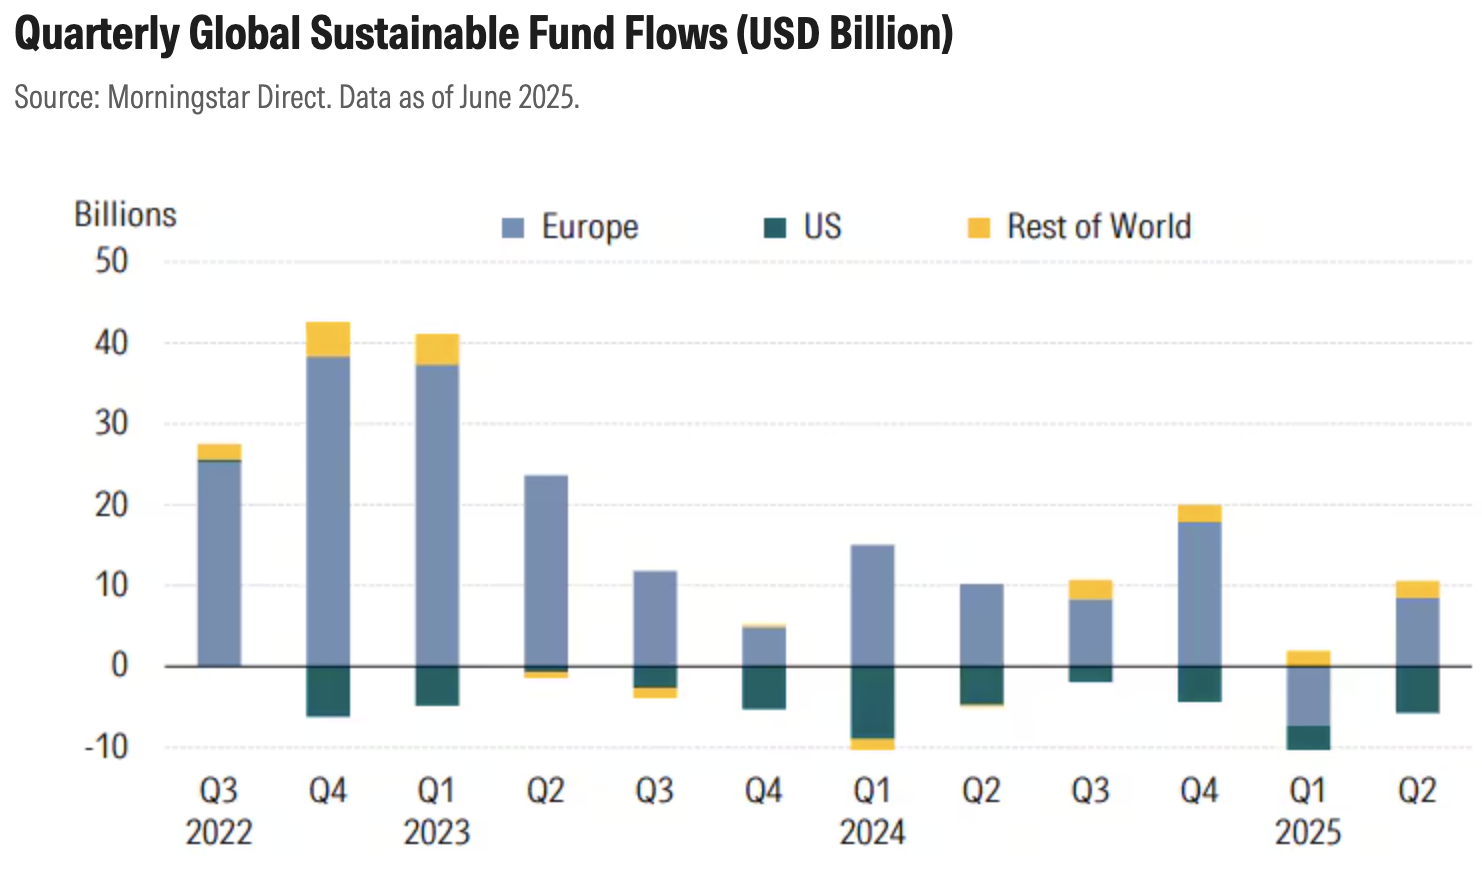 Quarterly Global Sustainable Fund Flows (USD Billion)
Source: Morningstar Direct. Data as of June 2025.
Billions
Europe US Rest of World
50
40
30
20
10
0
-10
Q3 Q4 Q1 Q2 Q3 Q4 Q1 Q2 Q3 Q4 Q1 Q2
2022 2023 2024 2025